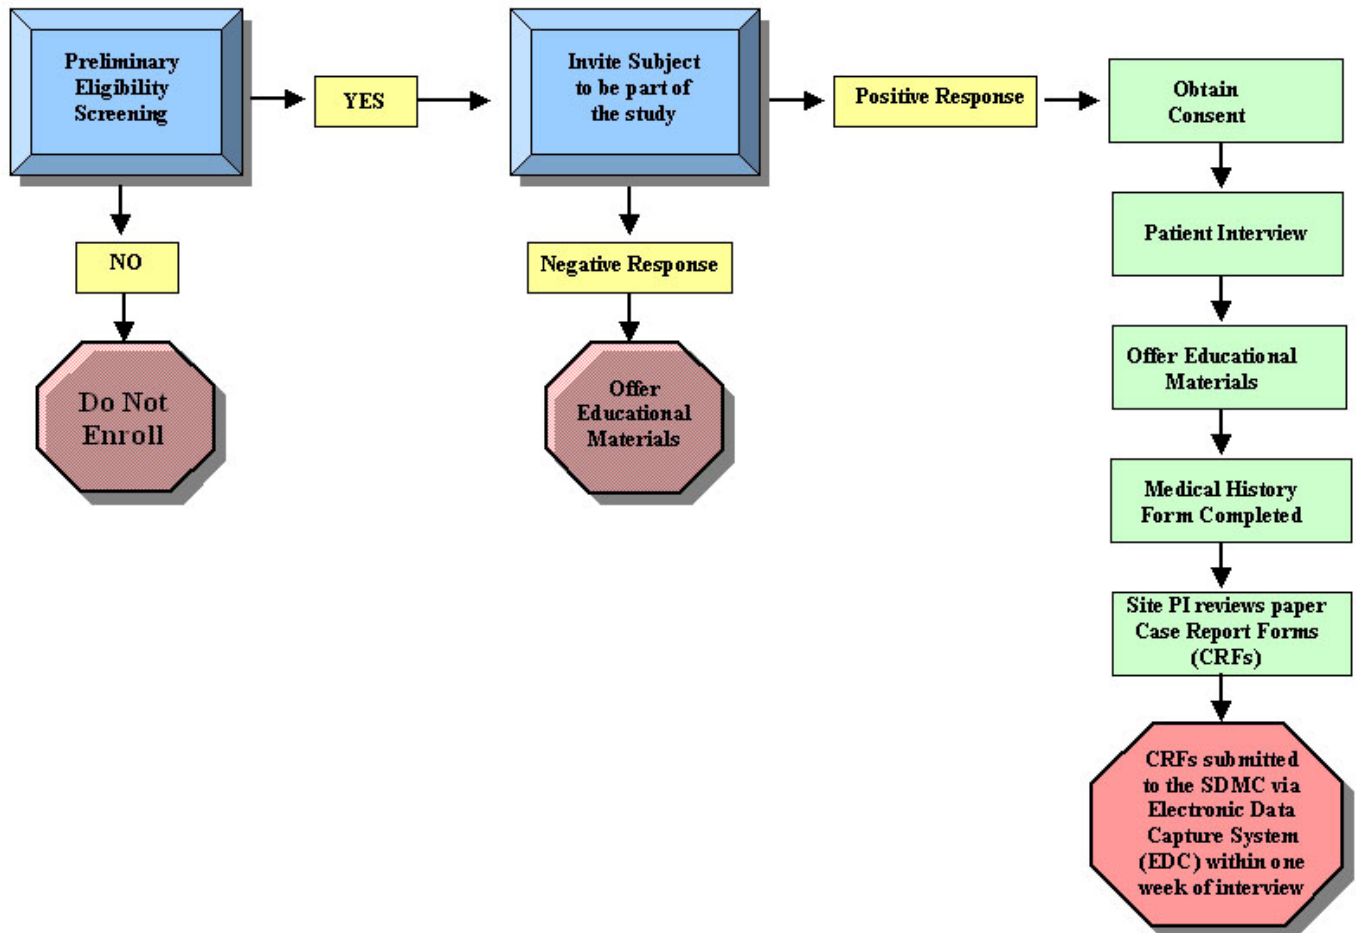 Preliminary
Eligibility
Screening
YES
Invite Subject
to be part of
the study
Positive Response
Obtain
Consent
NO
Negative Response
Patient Interview
Do Not
Enroll
Offer
Educational
Materials
Offer Educational
Materials
Medical History
Form Completed
Site PI reviews paper
Case Report Forms
(CRFs)
CRFs submitted
to the SDMC via
Electronic Data
Capture System
(EDC) within one
week of interview